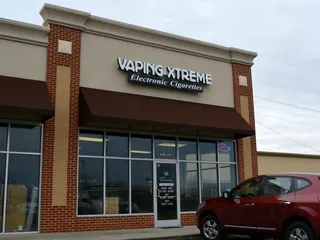 VAPING XTREME
Electronic Cigarettes